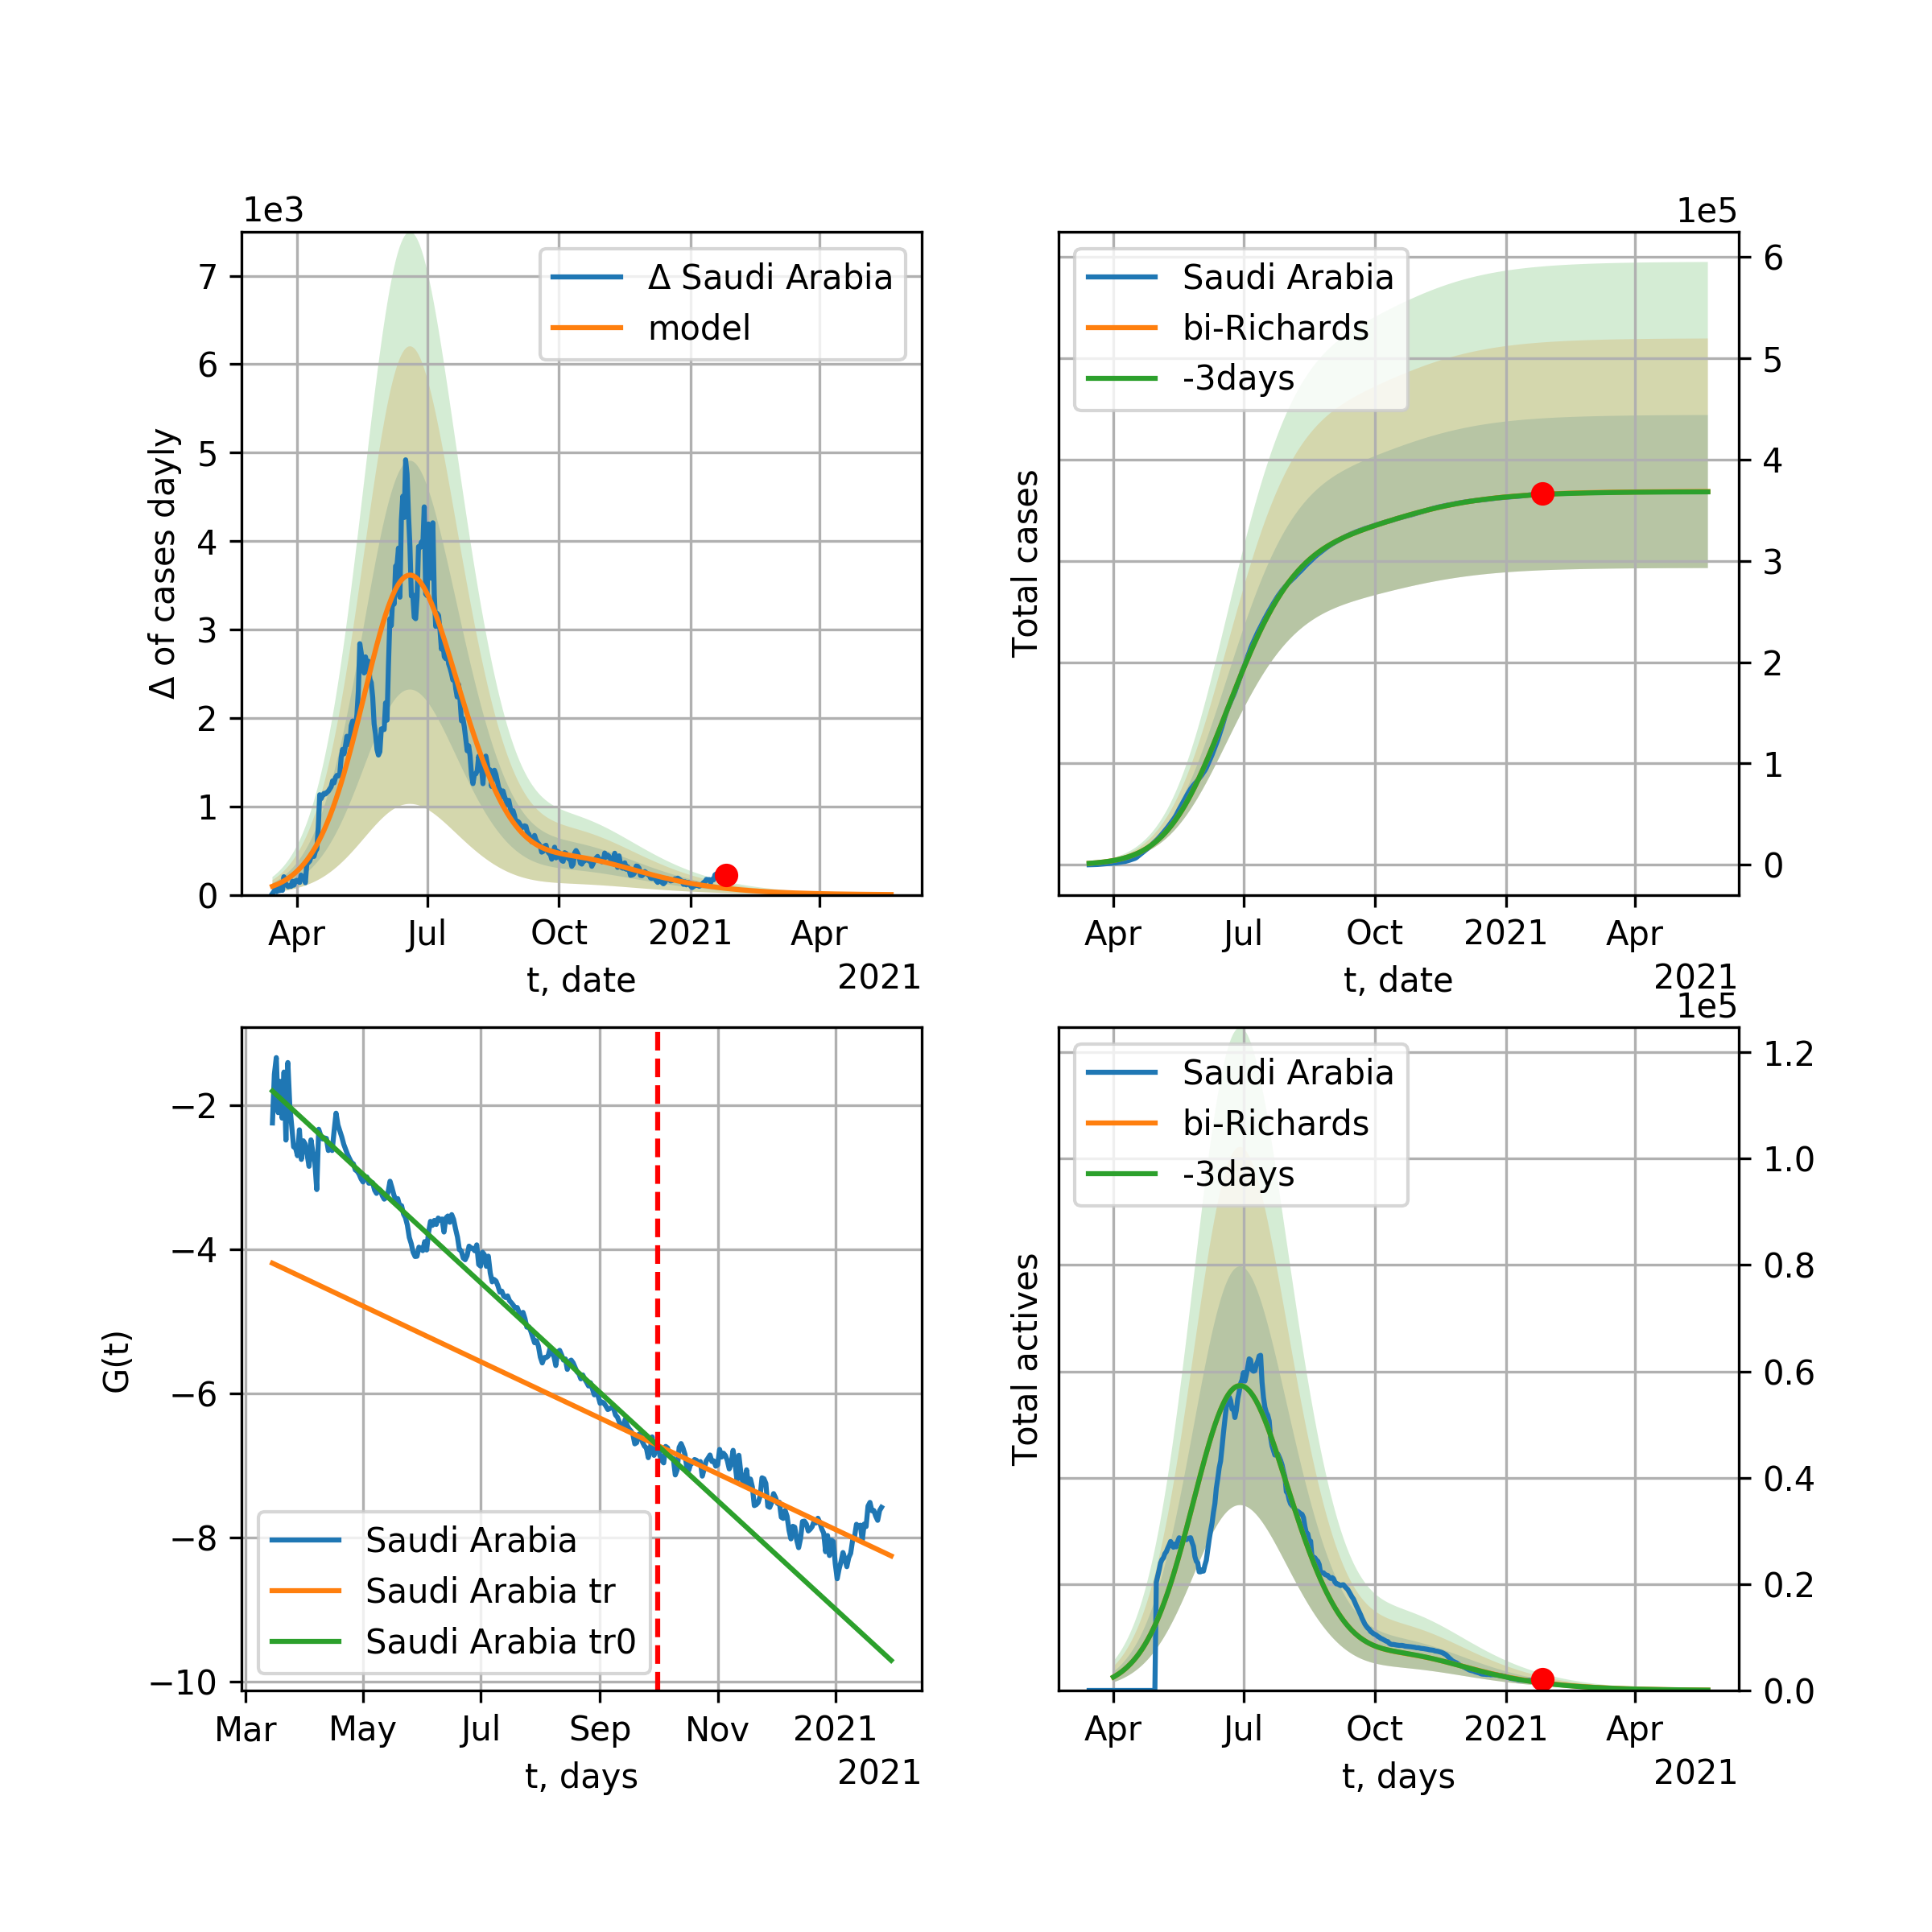 1e3
Δ of cases dayly
7
6
5
4
3
2
1
0
Δ Saudi Arabia
model
Apr
Jul
Oct
2021
Apr
t, date
2021
1e5
Total cases
Saudi Arabia
bi-Richards
-3days
6
5
4
3
2
1
0
Apr
Jul
Oct
2021
Apr
t, date
2021
G(t)
−2
−4
−6
−8
−10
Saudi Arabia
Saudi Arabia tr
Saudi Arabia tr0
Mar
May
Jul
Sep
Nov
2021
t, days
2021
1e5
Total actives
Saudi Arabia
bi-Richards
-3days
1.2
1.0
0.8
0.6
0.4
0.2
0.0
Apr
Jul
Oct
2021
Apr
t, days
2021